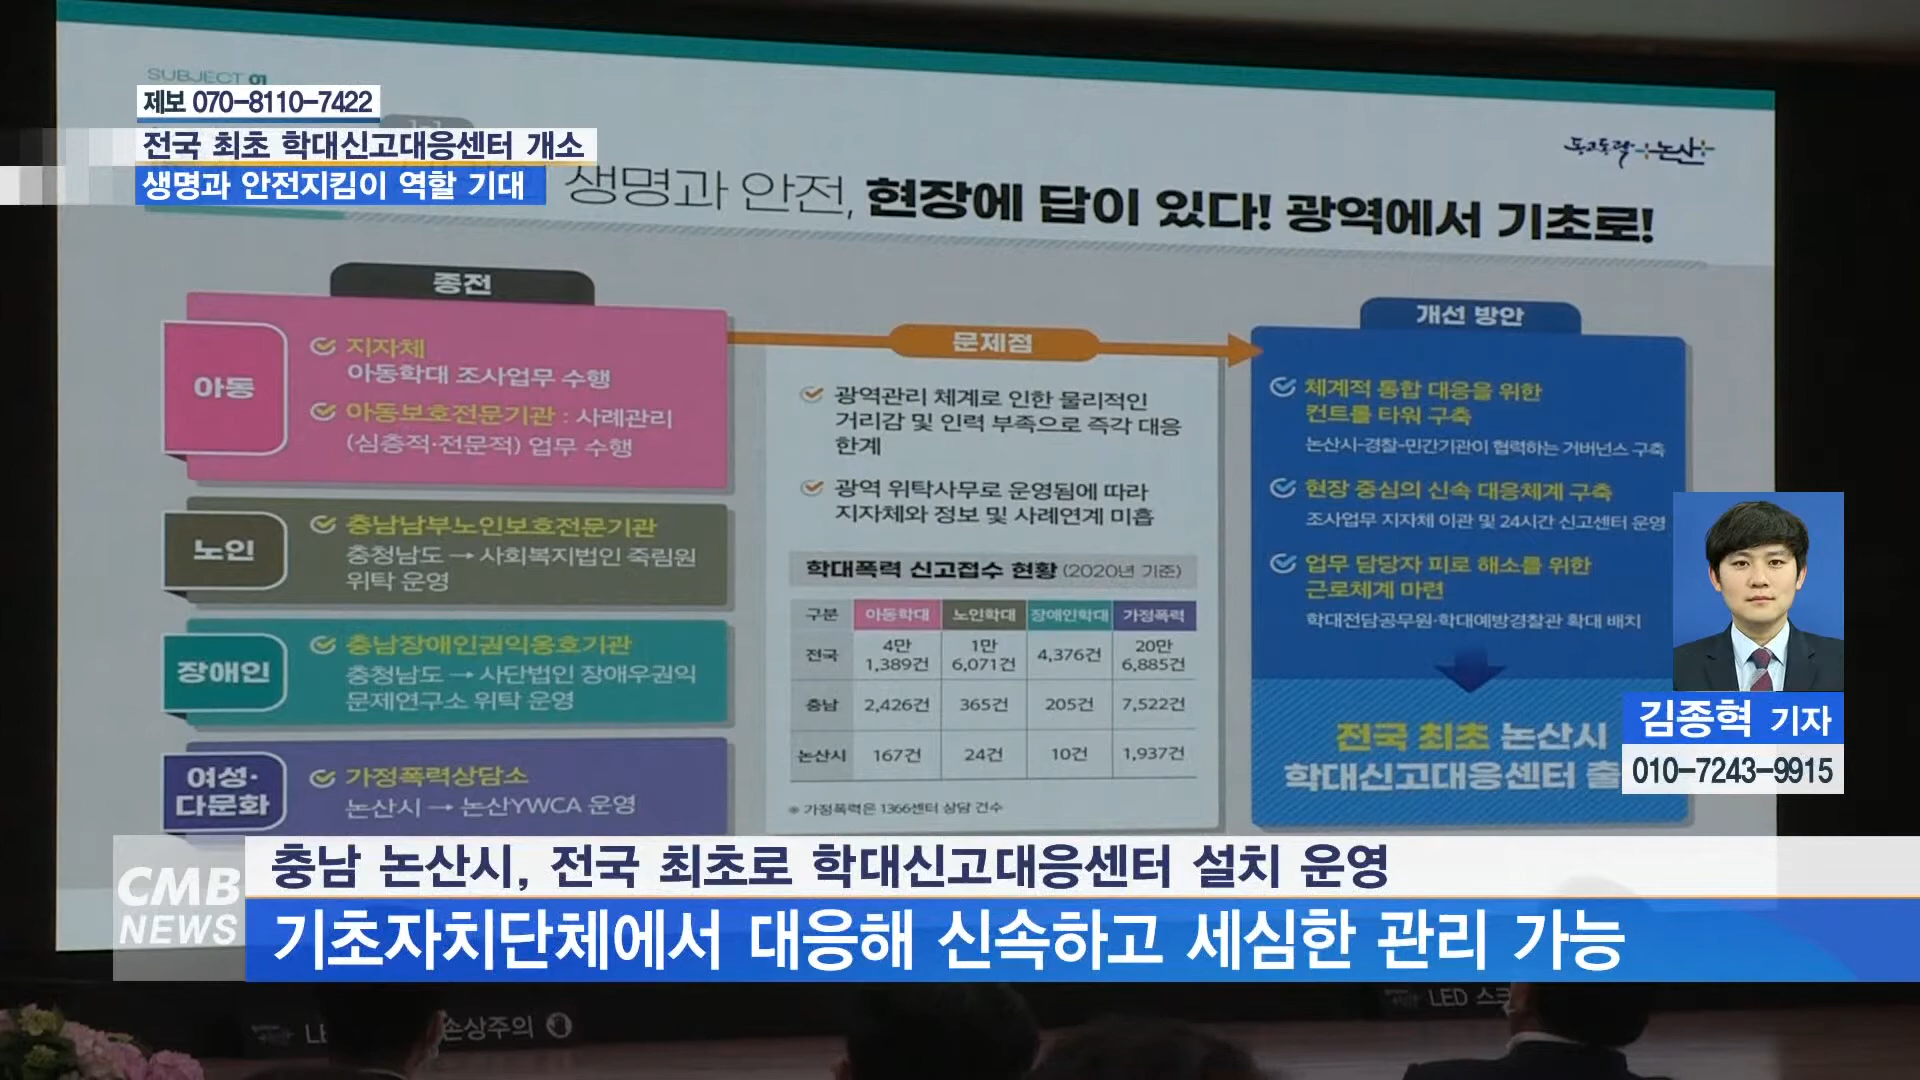 SUBJECT 01
제보 070-8110-7422
전국 최초 학대신고대응센터 개소
생명과 안전지킴이 역할 기대
동고동락 논산
생명과 안전, 현장에 답이 있다! 광역에서 기초로!
종전
아동
지자체
아동학대 조사업무 수행
아동보호전문기관 : 사례관리
(심층적·전문적) 업무 수행
노인
충남남부노인보호전문기관
충청남도 → 사회복지법인 죽림원
위탁 운영
장애인
충남장애인권익옹호기관
충청남도 → 사단법인 장애우권익
문제연구소 위탁 운영
여성·
다문화
가정폭력상담소
논산시 → 논산YWCA 운영
문제점
광역관리 체계로 인한 물리적인
거리감 및 인력 부족으로 즉각 대응
한계
광역 위탁사무로 운영됨에 따라
지자체와 정보 및 사례연계 미흡
학대폭력 신고접수 현황 (2020년 기준)
구분 아동학대 노인학대 장애인학대 가정폭력
전국 4만 1,389건 1만 6,071건 4,376건 20만 6,885건
충남 2,426건 365건 205건 7,522건
논산시 167건 24건 10건 1,937건
※ 가정폭력은 1366센터 상담 건수
개선 방안
체계적 통합 대응을 위한
컨트롤 타워 구축
논산시-경찰-민간기관이 협력하는 거버넌스 구축
현장 중심의 신속 대응체계 구축
조사업무 지자체 이관 및 24시간 신고센터 운영
업무 담당자 피로 해소를 위한
근로체계 마련
학대전담공무원·학대예방경찰관 확대 배치
전국 최초 논산시
학대신고대응센터 출
김종혁 기자
010-7243-9915
CMB
NEWS
충남 논산시, 전국 최초로 학대신고대응센터 설치 운영
기초자치단체에서 대응해 신속하고 세심한 관리 가능
손상주의
LED